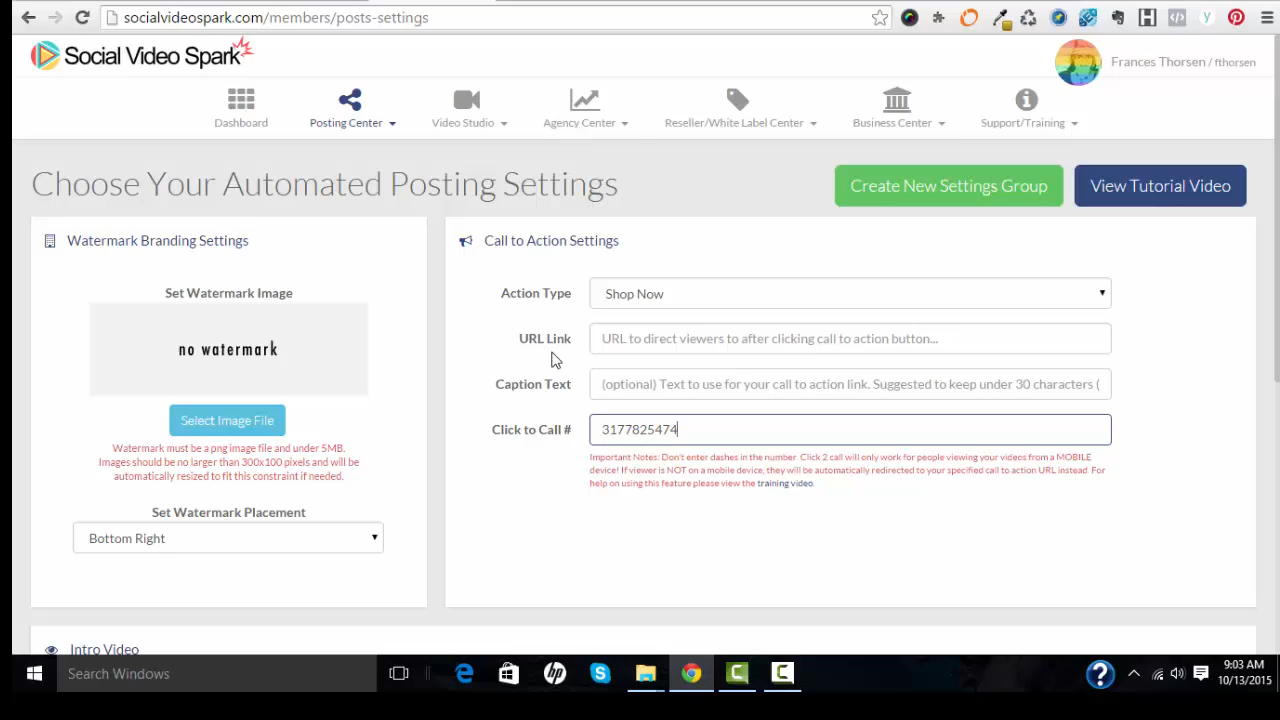 socialvideospark.com/members/posts-settings
Social Video Spark
Frances Thorsen / fthorsen
Dashboard
Posting Center
Video Studio
Agency Center
Reseller/White Label Center
Business Center
Support/Training
Choose Your Automated Posting Settings
Create New Settings Group
View Tutorial Video
Watermark Branding Settings
Set Watermark Image
no watermark
Select Image File
Watermark must be a png image file and under 5MB.
Images should be no larger than 300x100 pixels and will be
automatically resized to fit this constraint if needed.
Set Watermark Placement
Bottom Right
Call to Action Settings
Action Type
Shop Now
URL Link
URL to direct viewers to after clicking call to action button...
Caption Text
(optional) Text to use for your call to action link. Suggested to keep under 30 characters (
Click to Call #
3177825474
Important Notes: Don't enter dashes in the number. Click 2 call will only work for people viewing your videos from a MOBILE
device! If viewer is NOT on a mobile device, they will be automatically redirected to your specified call to action URL instead. For
help on using this feature please view the training video.
Intro Video
Search Windows
9:03 AM
10/13/2015